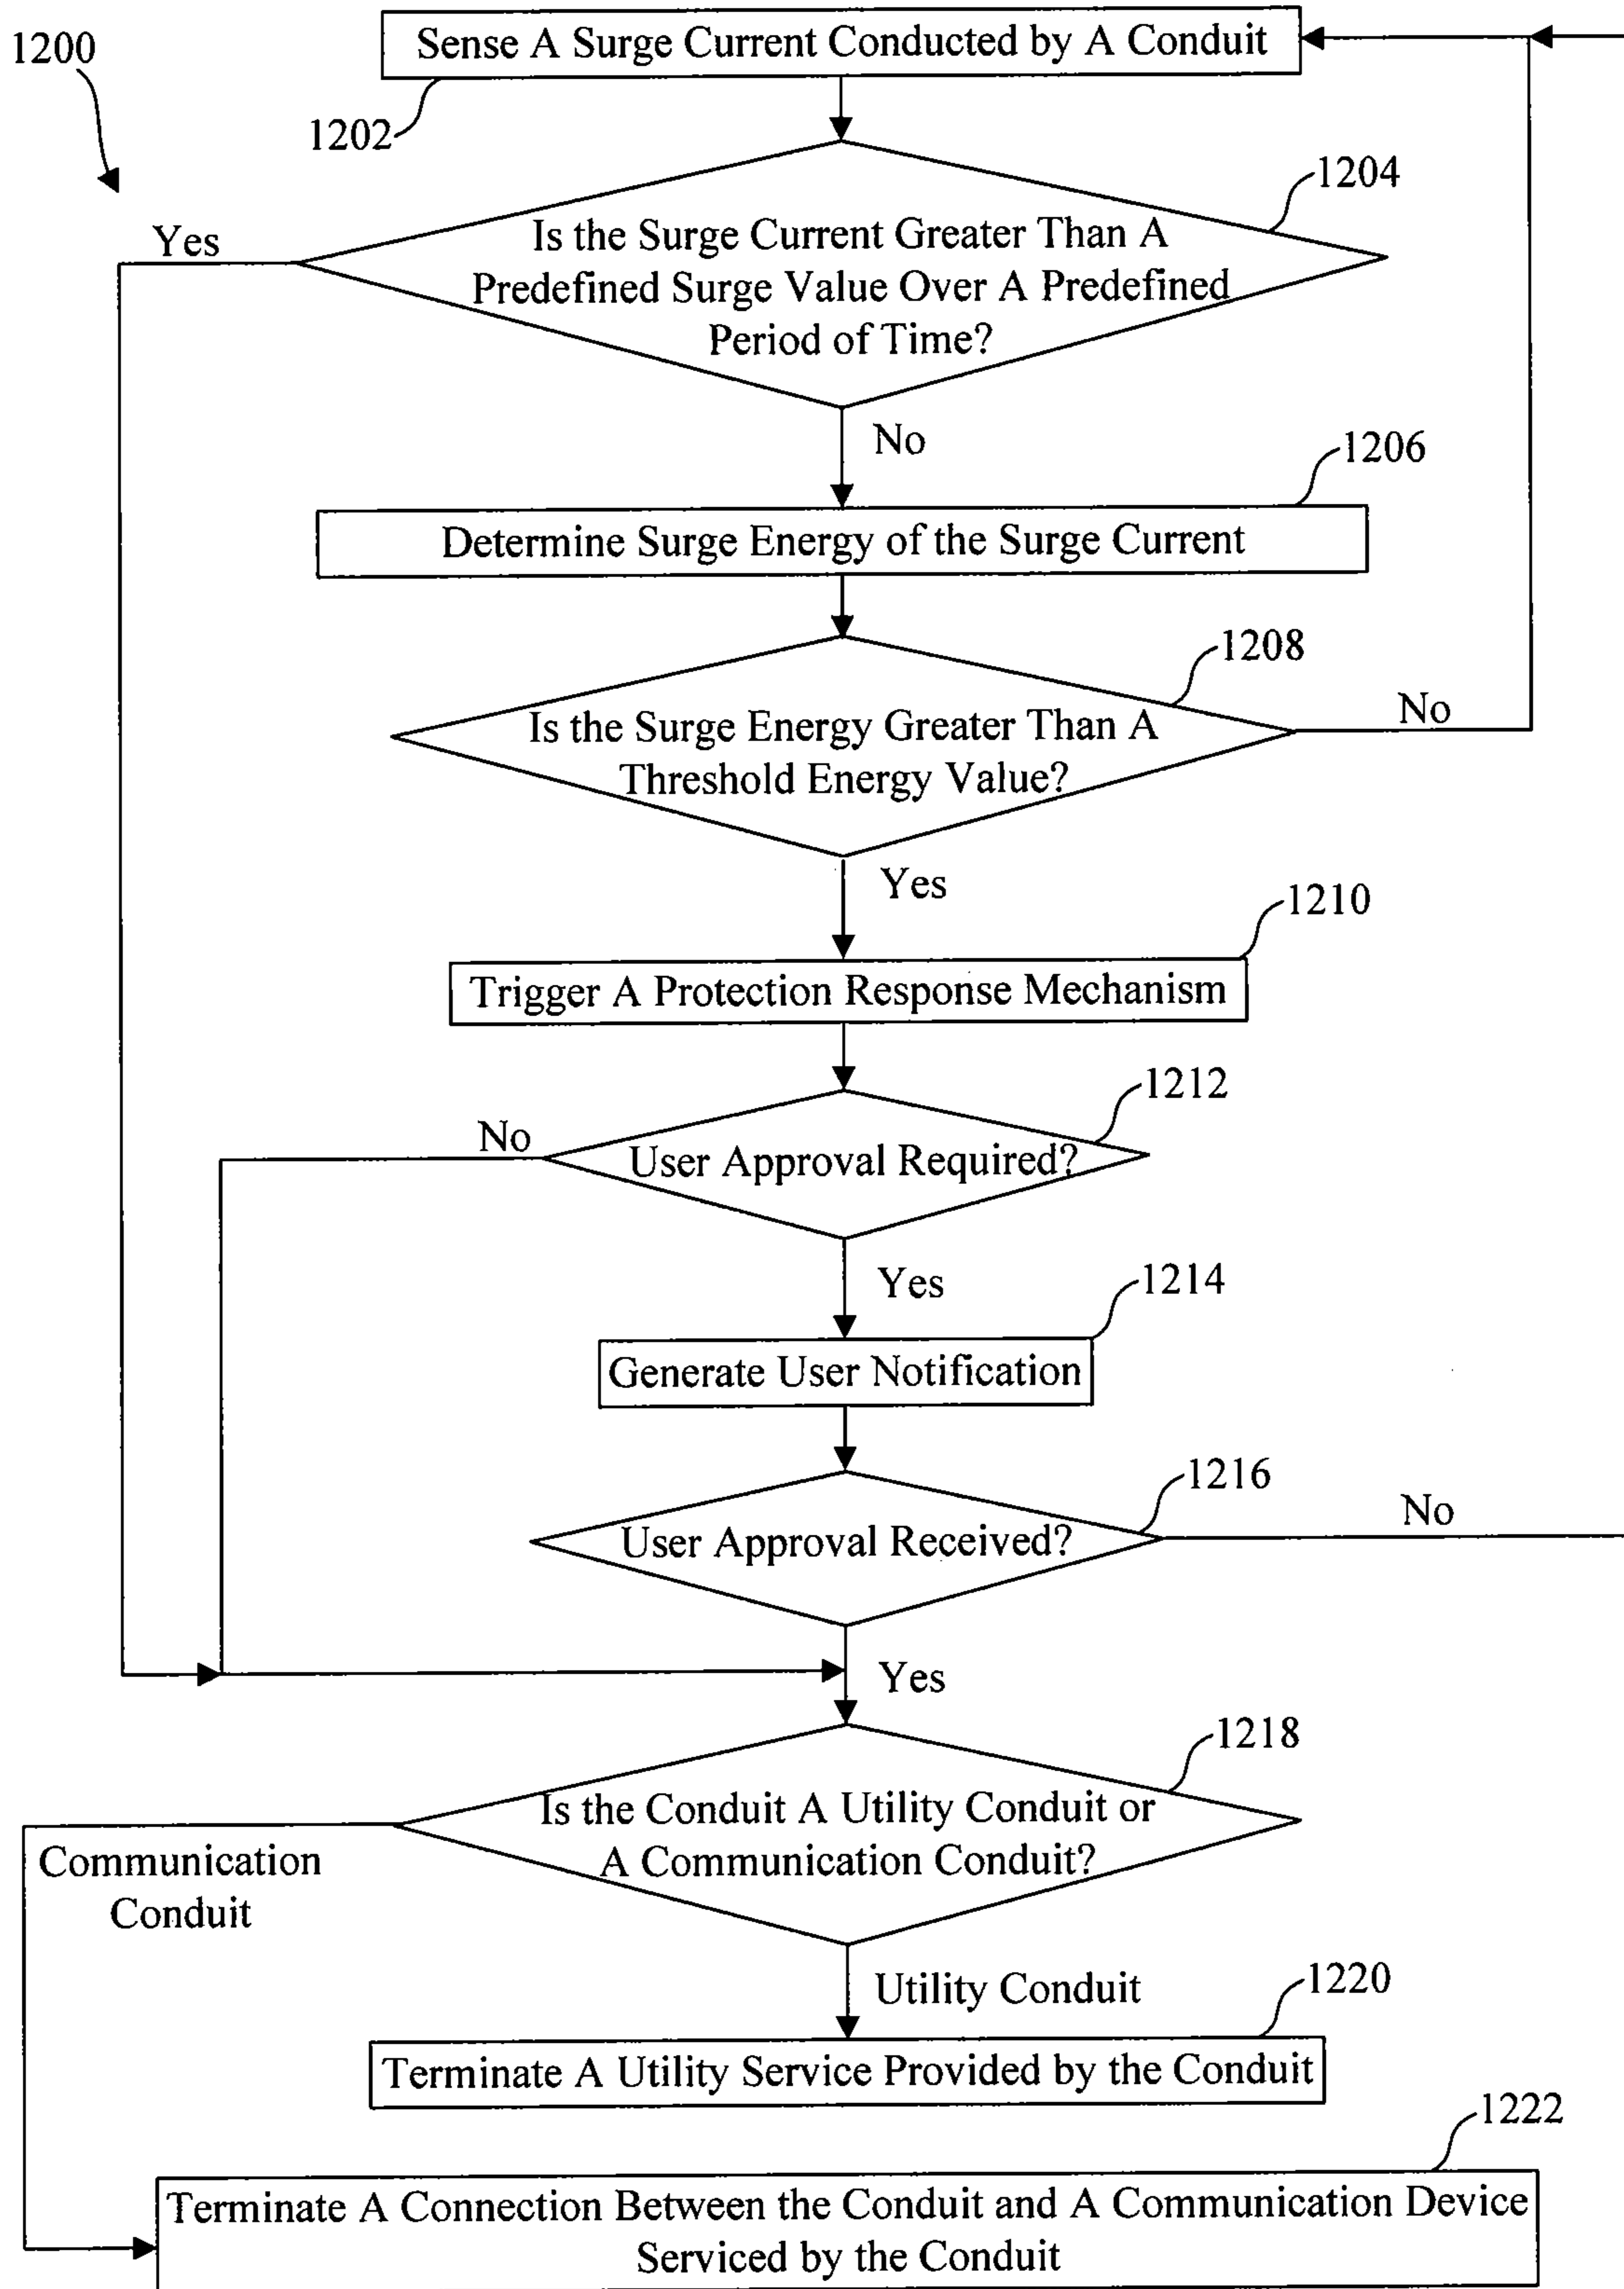 1200
Sense A Surge Current Conducted by A Conduit
1202
1204
Yes
Is the Surge Current Greater Than A
Predefined Surge Value Over A Predefined
Period of Time?
No
1206
Determine Surge Energy of the Surge Current
1208
Is the Surge Energy Greater Than A
Threshold Energy Value?
No
Yes
1210
Trigger A Protection Response Mechanism
1212
No
User Approval Required?
Yes
1214
Generate User Notification
1216
User Approval Received?
No
Yes
1218
Is the Conduit A Utility Conduit or
A Communication Conduit?
Communication
Conduit
Utility Conduit
1220
Terminate A Utility Service Provided by the Conduit
1222
Terminate A Connection Between the Conduit and A Communication Device
Serviced by the Conduit